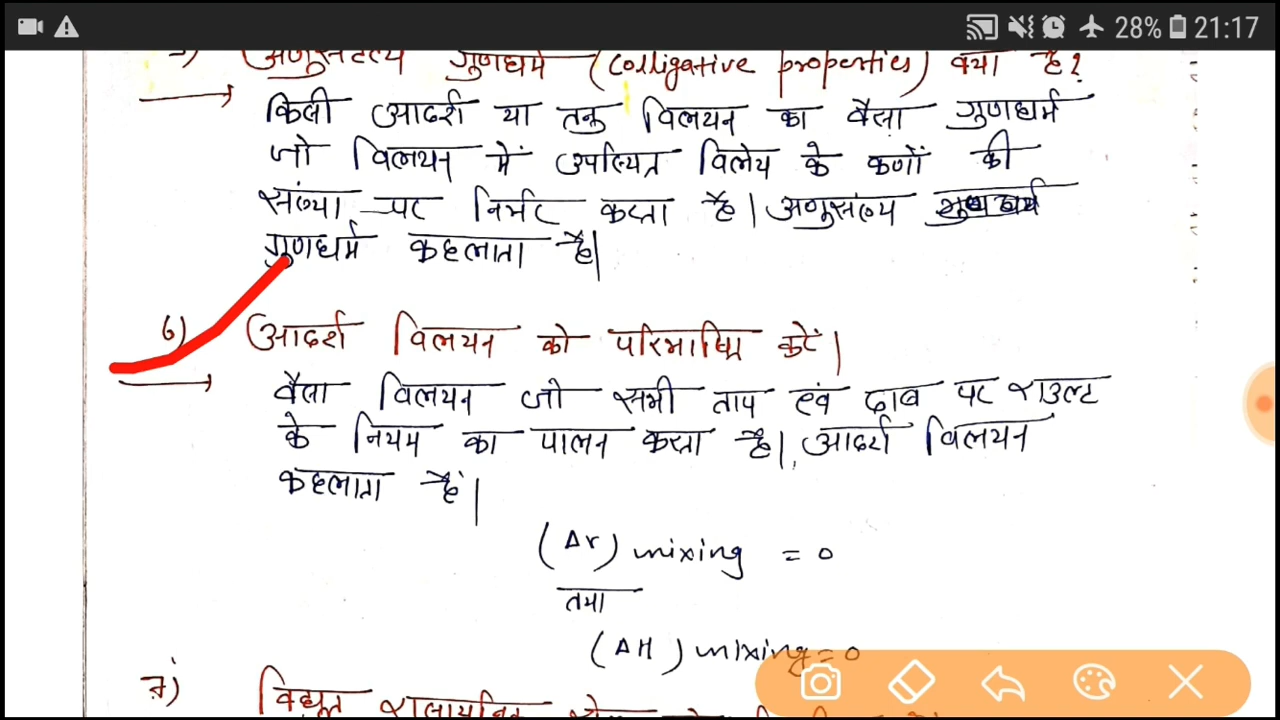 28% 21:17
अणुसंख्य गुणधर्म (Colligative properties) क्या है?
किसी आदर्श या तनु विलयन का वैसा गुणधर्म
जो विलयन में उपस्थित विलेय के कणों की
संख्या पर निर्भर करता है। अणुसंख्य
गुणधर्म कहलाता है।
6) आदर्श विलयन को परिभाषित करें।
वैसा विलयन जो सभी ताप एवं दाब पर राउल्ट
के नियम का पालन करता है। आदर्श विलयन
कहलाता है।
(ΔV) mixing = 0
तथा
(ΔH) mixing = 0
7) विद्युत